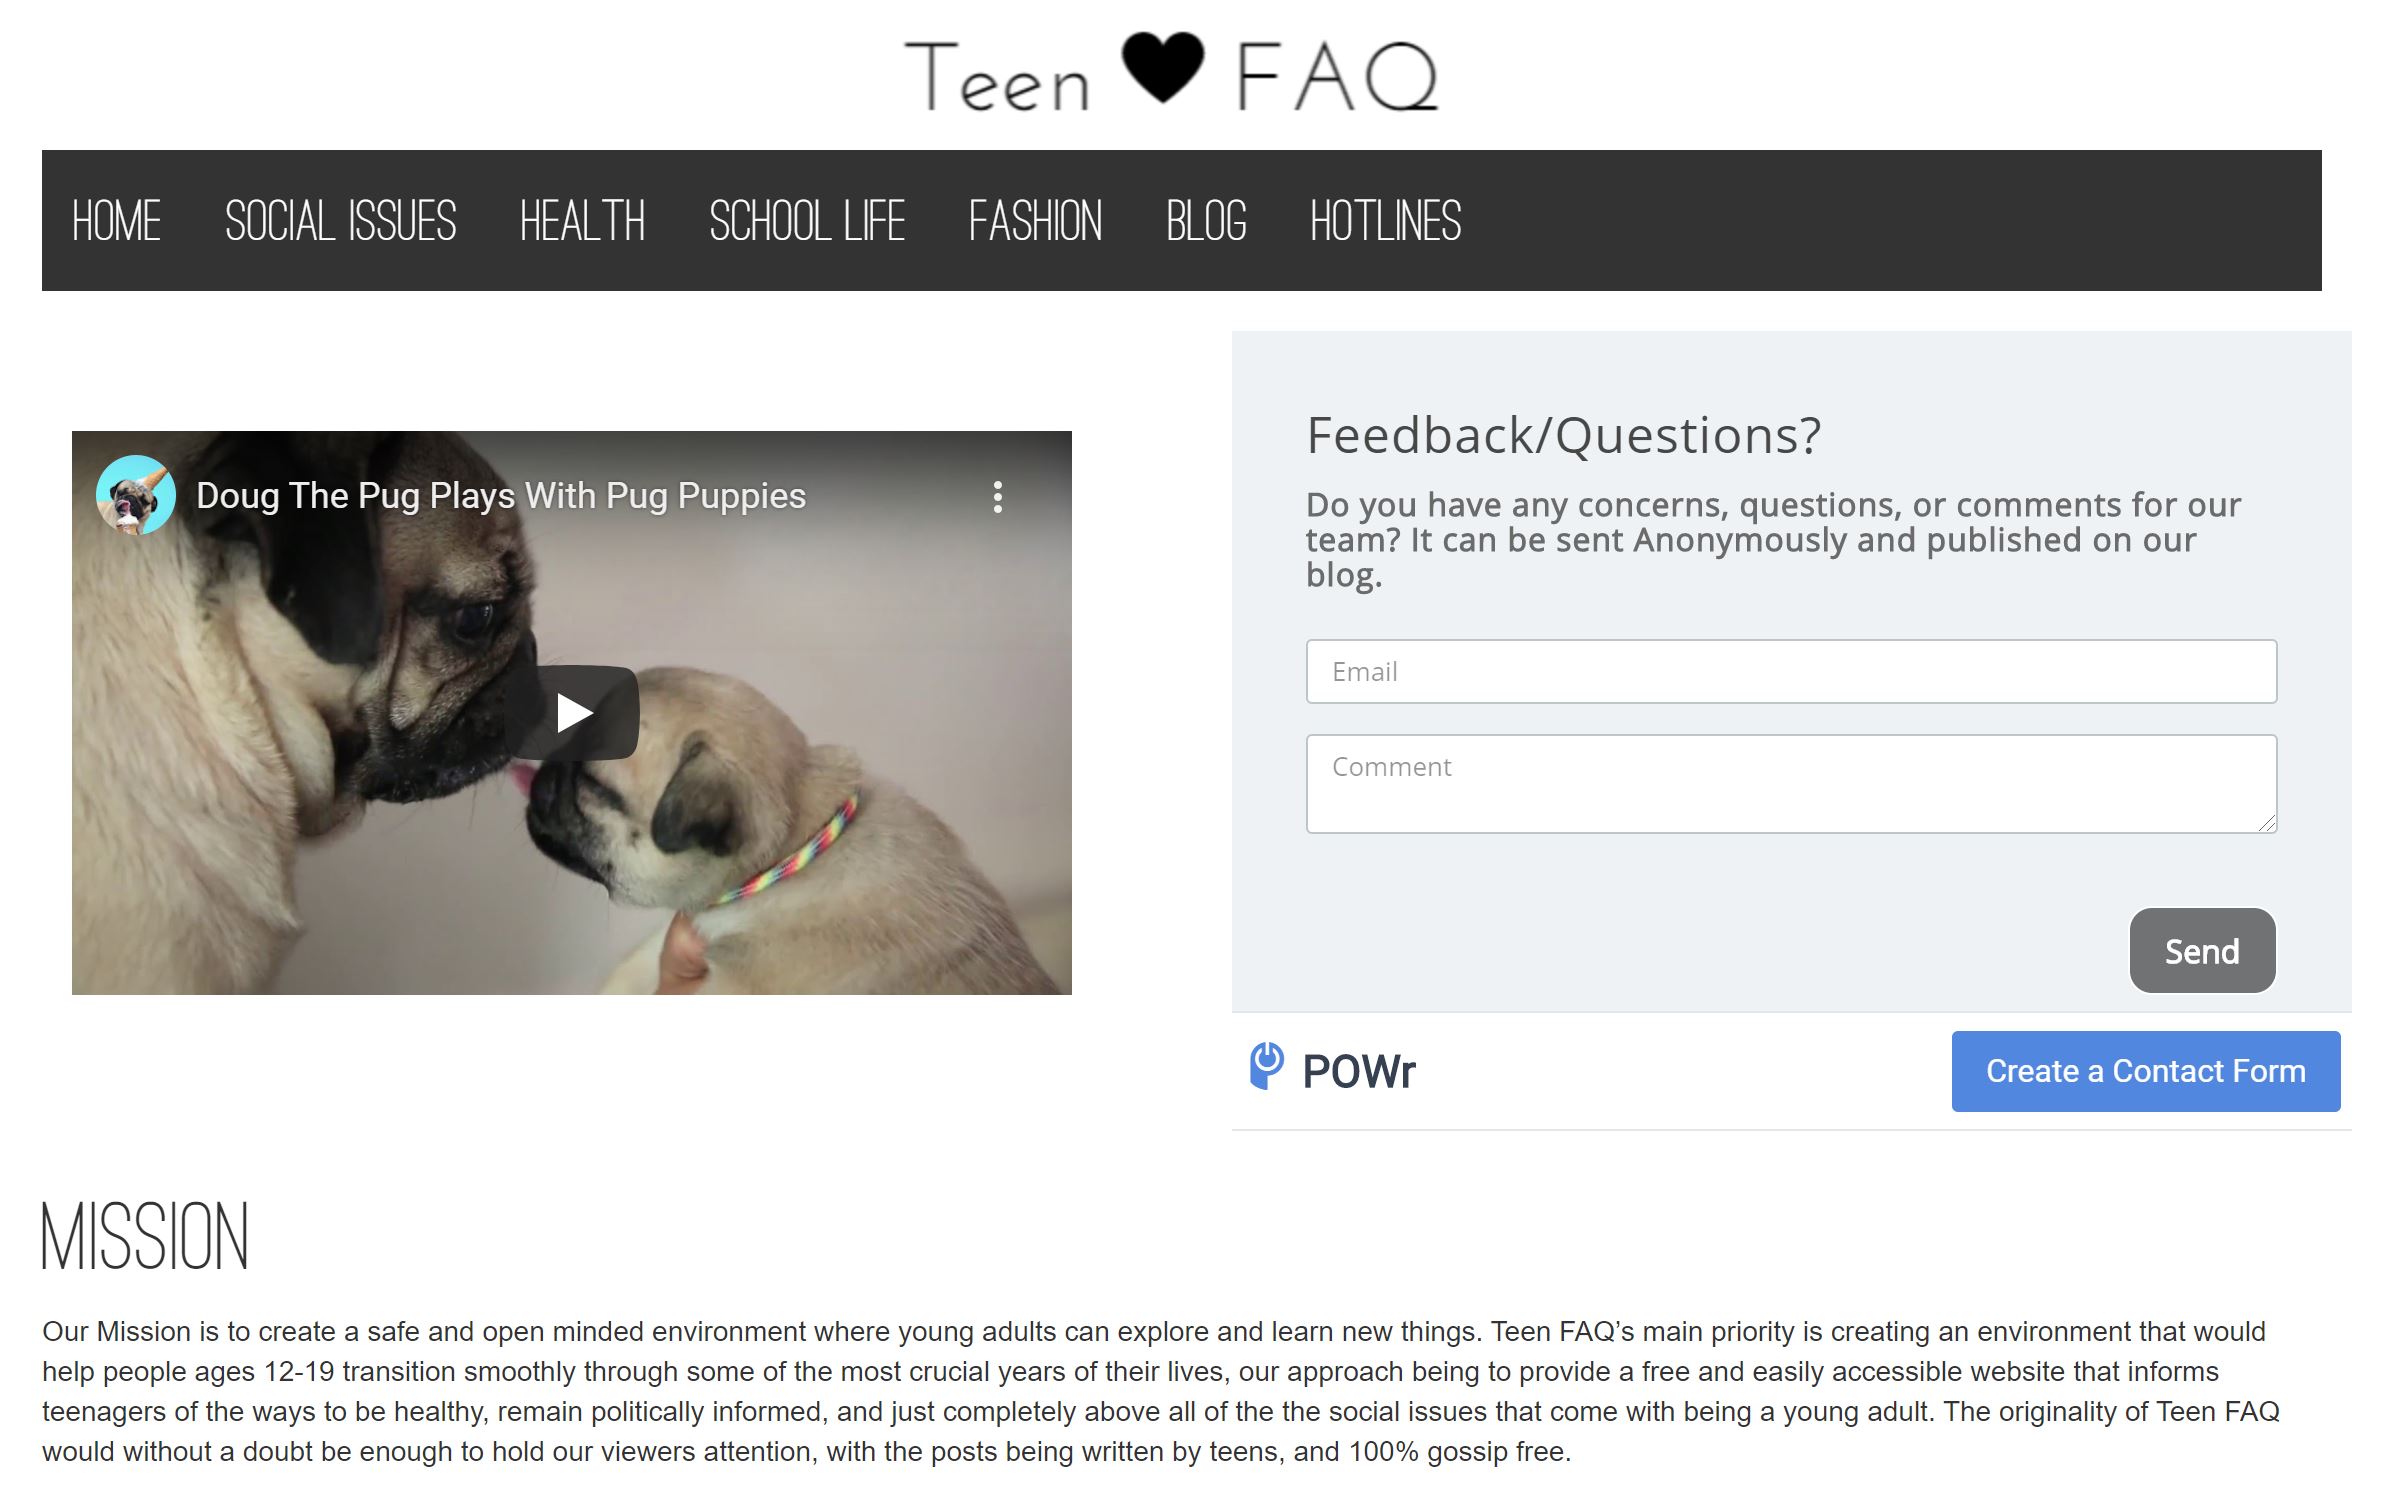 Teen FAQ
HOME SOCIAL ISSUES HEALTH SCHOOL LIFE FASHION BLOG HOTLINES
Doug The Pug Plays With Pug Puppies
Feedback/Questions?
Do you have any concerns, questions, or comments for our
team? It can be sent Anonymously and published on our
blog.
Email
Comment
Send
POWr
Create a Contact Form
MISSION
Our Mission is to create a safe and open minded environment where young adults can explore and learn new things. Teen FAQ’s main priority is creating an environment that would
help people ages 12-19 transition smoothly through some of the most crucial years of their lives, our approach being to provide a free and easily accessible website that informs
teenagers of the ways to be healthy, remain politically informed, and just completely above all of the the social issues that come with being a young adult. The originality of Teen FAQ
would without a doubt be enough to hold our viewers attention, with the posts being written by teens, and 100% gossip free.